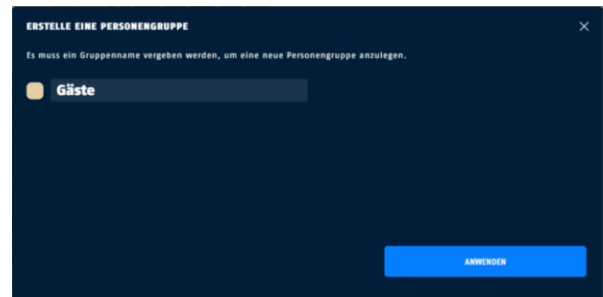 ERSTELLE EINE PERSONENGRUPPE
Es muss ein Gruppenname vergeben werden, um eine neue Personengruppe anzulegen.
Gäste
ANWENDEN